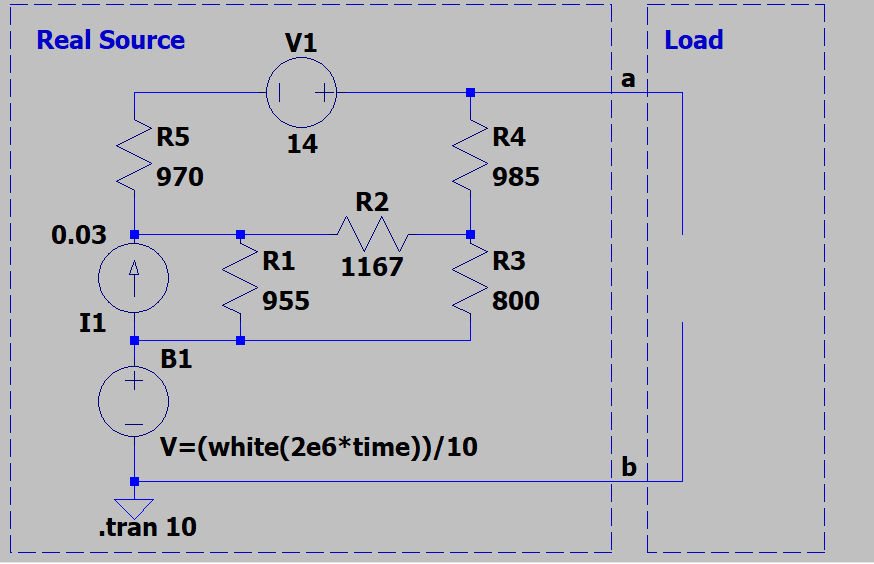 Real Source
Load
V1
14
a
R5
970
R4
985
R2
1167
0.03
R1
955
R3
800
I1
B1
V=(white(2e6*time))/10
b
.tran 10